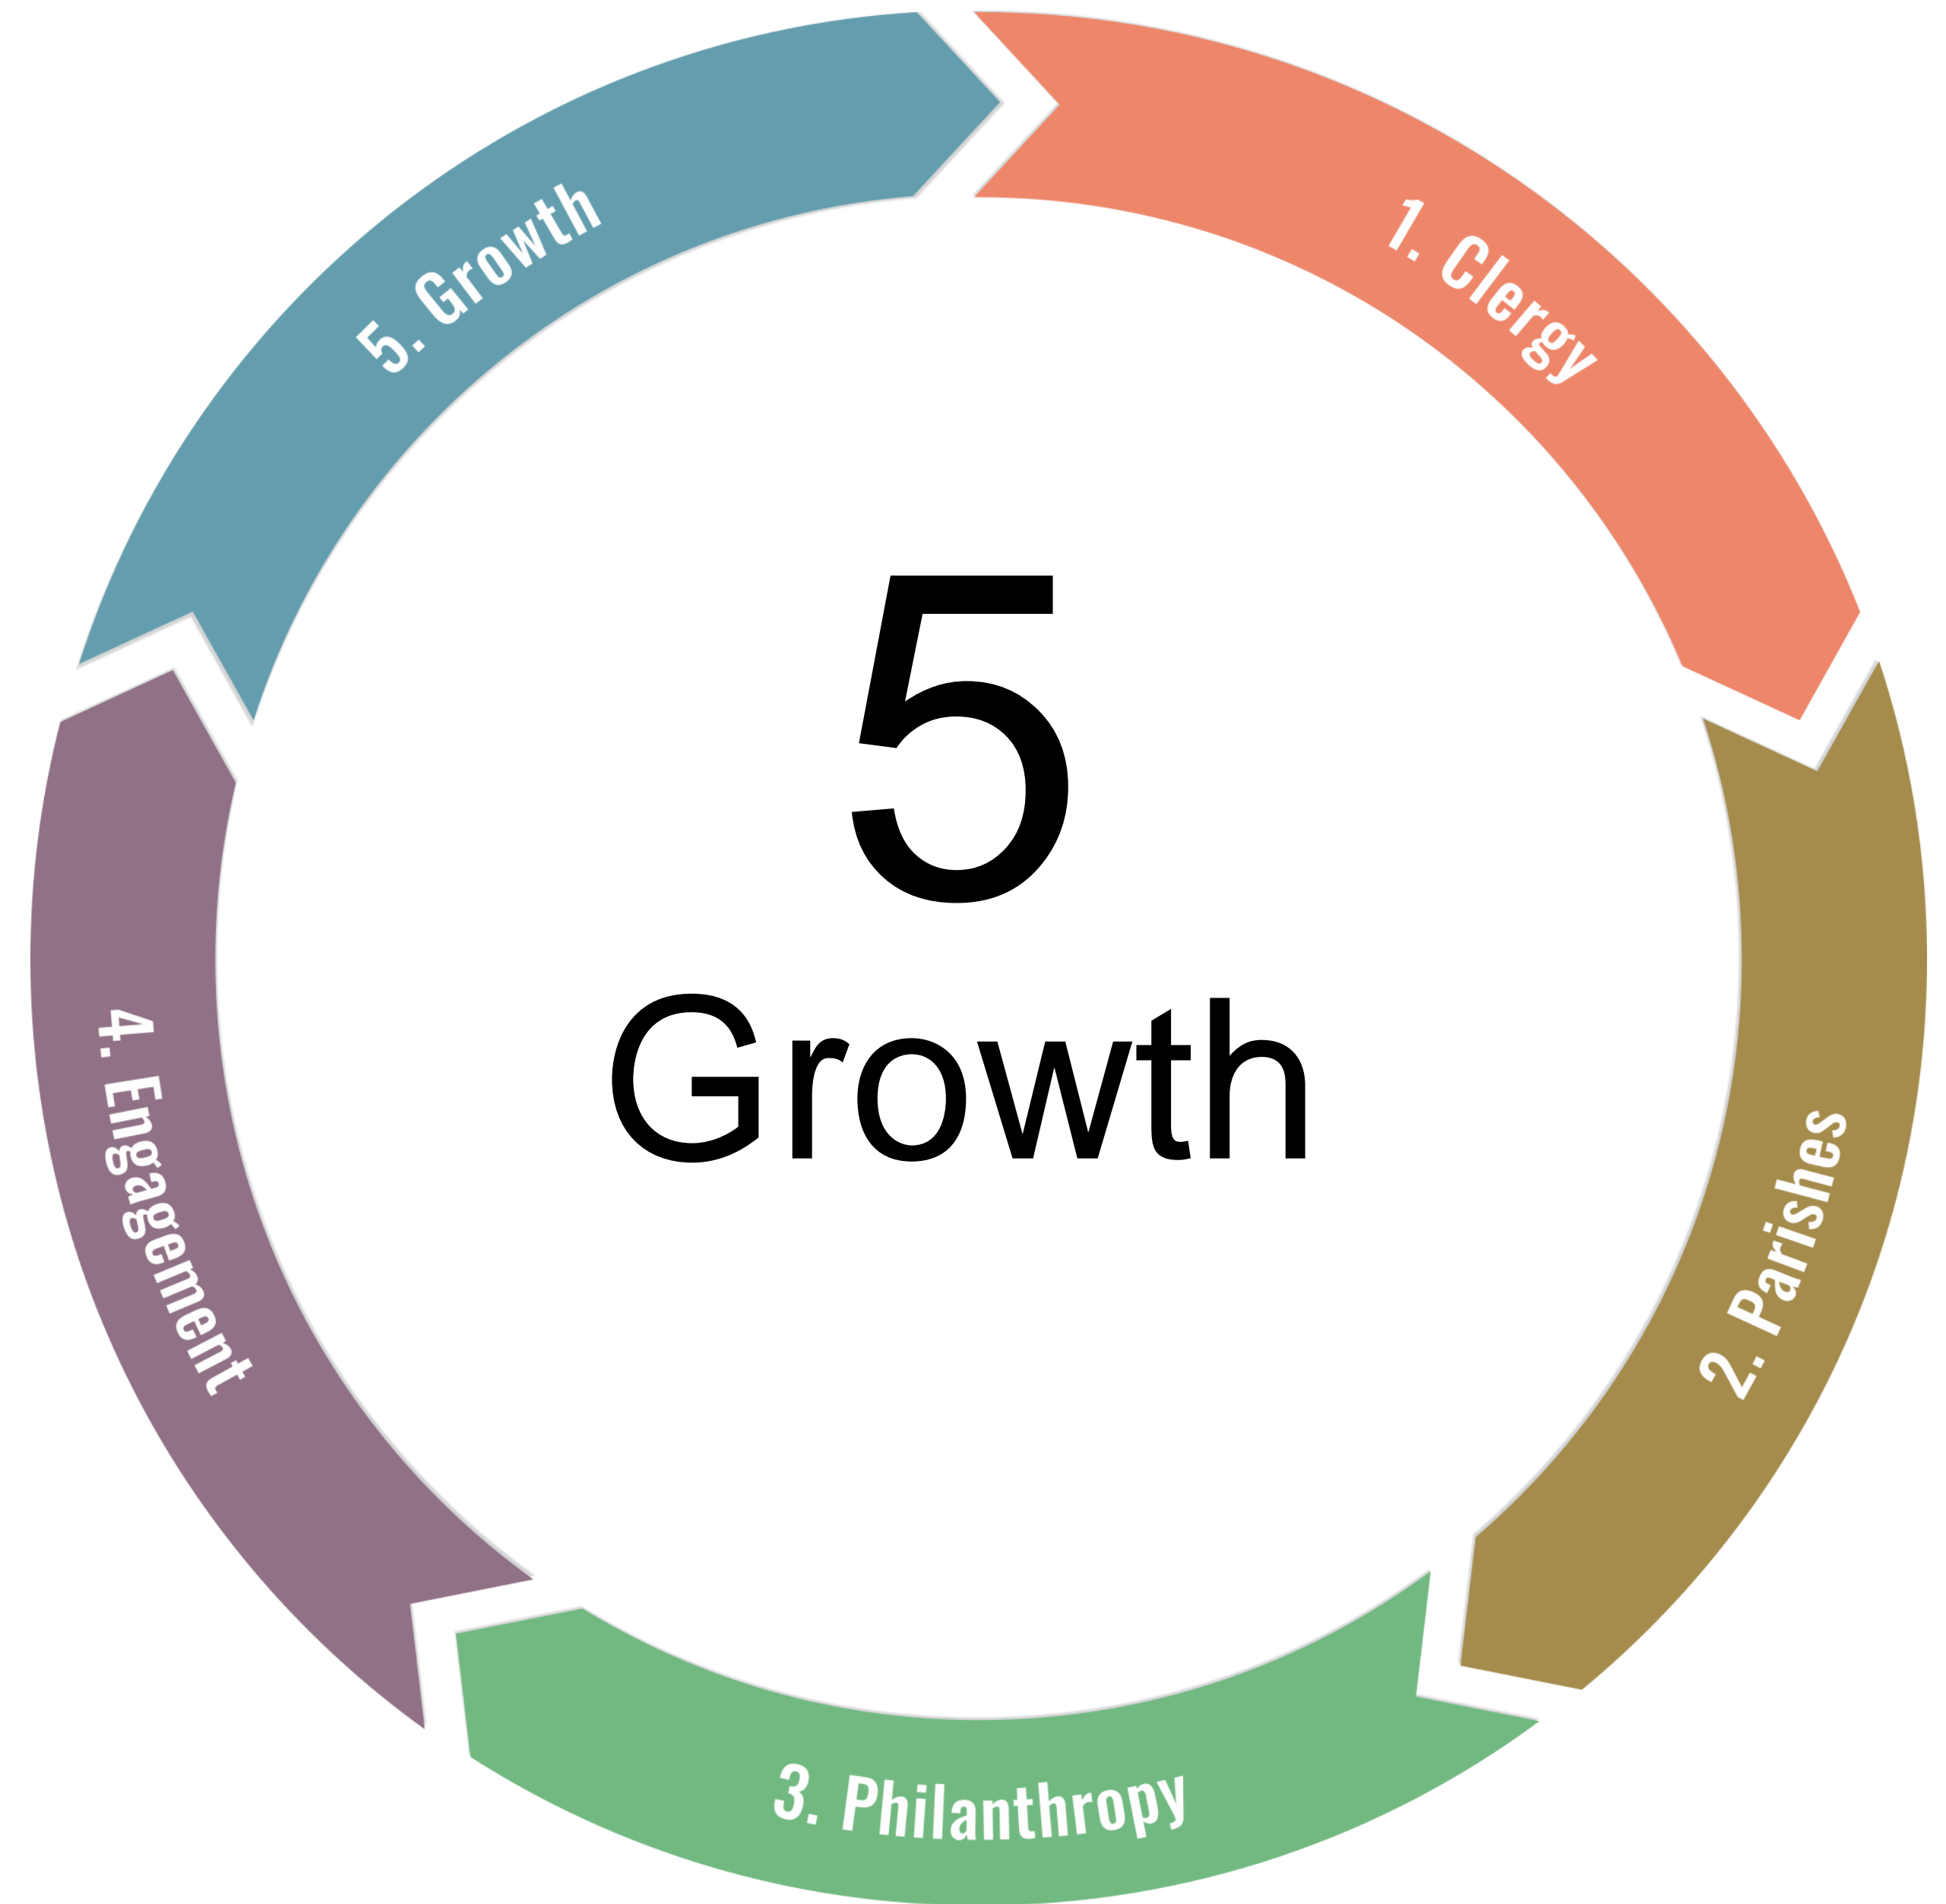 1. Clergy
2. Parishes
3. Philanthropy
4. Engagement
5. Growth
5
Growth